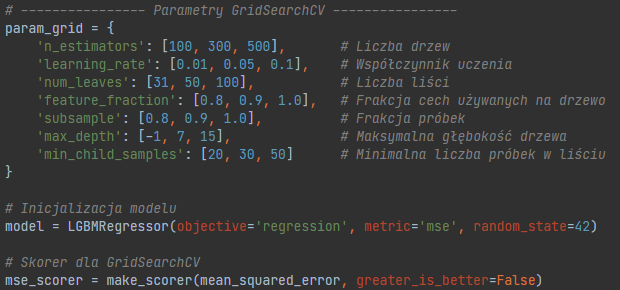 # ---------------- Parametry GridSearchCV ----------------
param_grid = {
    'n_estimators': [100, 300, 500],       # Liczba drzew
    'learning_rate': [0.01, 0.05, 0.1],    # Współczynnik uczenia
    'num_leaves': [31, 50, 100],           # Liczba liści
    'feature_fraction': [0.8, 0.9, 1.0],   # Frakcja cech używanych na drzewo
    'subsample': [0.8, 0.9, 1.0],          # Frakcja próbek
    'max_depth': [-1, 7, 15],              # Maksymalna głębokość drzewa
    'min_child_samples': [20, 30, 50]      # Minimalna liczba próbek w liściu
}

# Inicjalizacja modelu
model = LGBMRegressor(objective='regression', metric='mse', random_state=42)

# Skorer dla GridSearchCV
mse_scorer = make_scorer(mean_squared_error, greater_is_better=False)